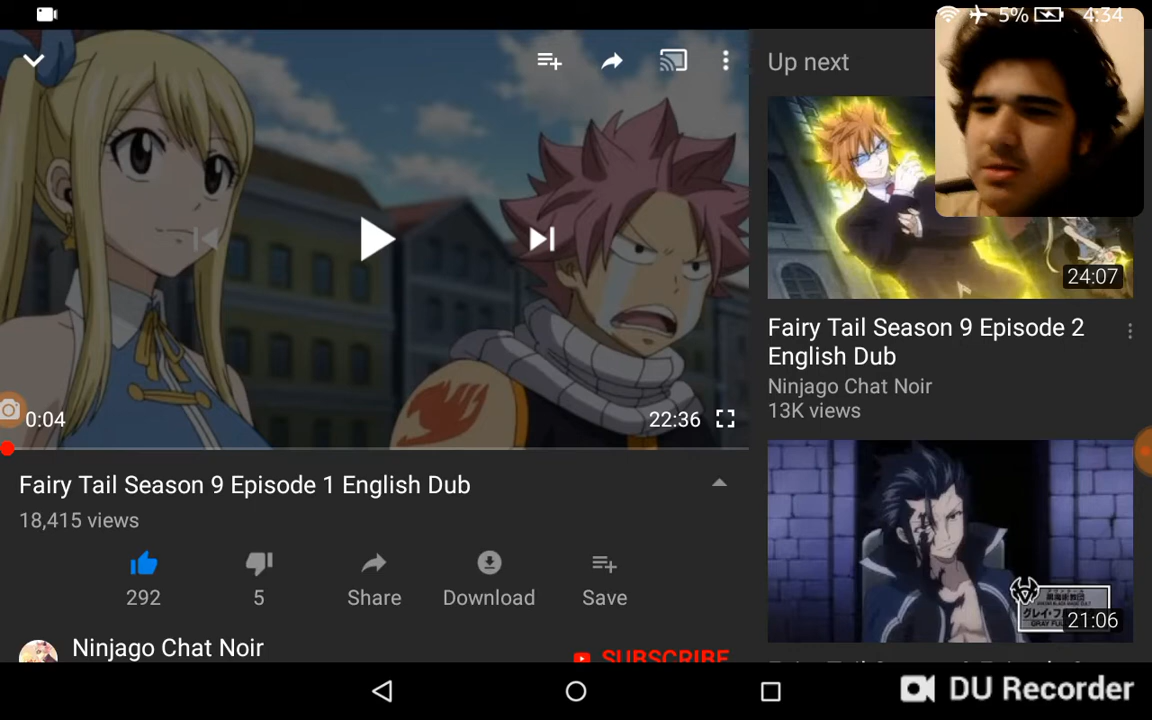 5% 4:34
Up next
24:07
Fairy Tail Season 9 Episode 2
English Dub
Ninjago Chat Noir
13K views
0:04
22:36
Fairy Tail Season 9 Episode 1 English Dub
18,415 views
292
5
Share
Download
Save
Ninjago Chat Noir
SUBSCRIBE
21:06
DU Recorder